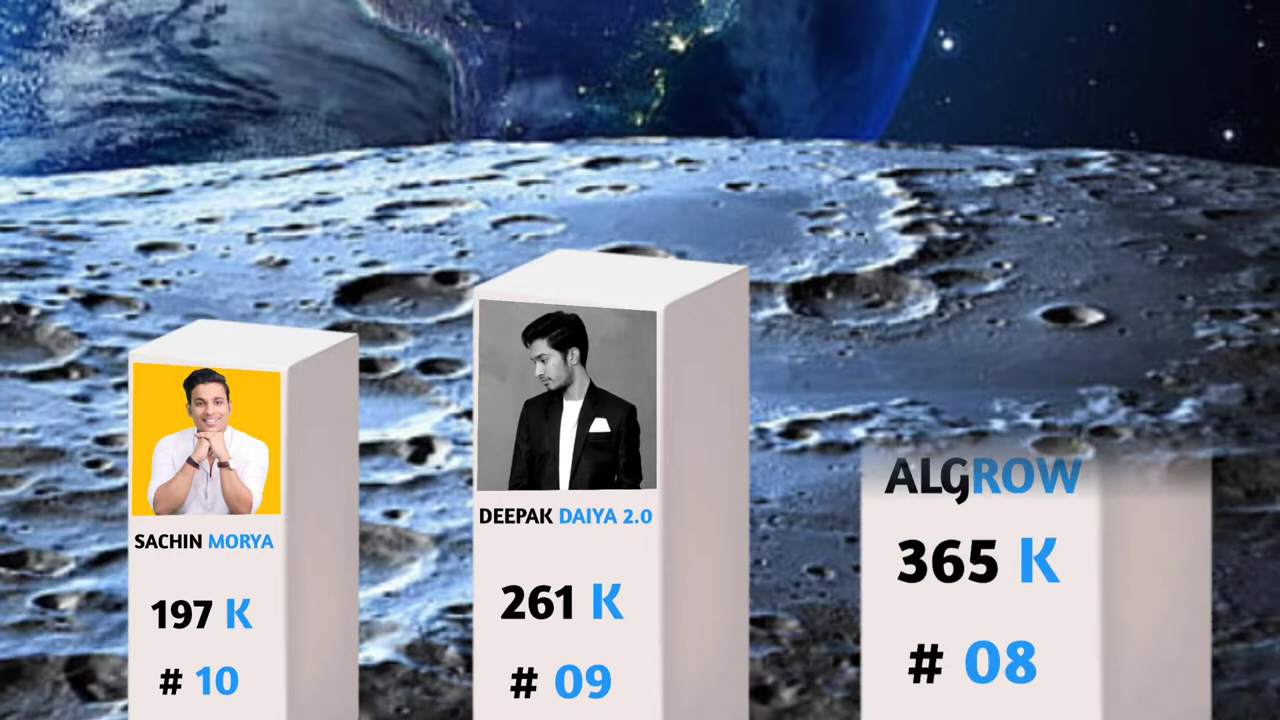 SACHIN MORYA
197 K
# 10
DEEPAK DAIYA 2.0
261 K
# 09
ALGROW
365 K
# 08